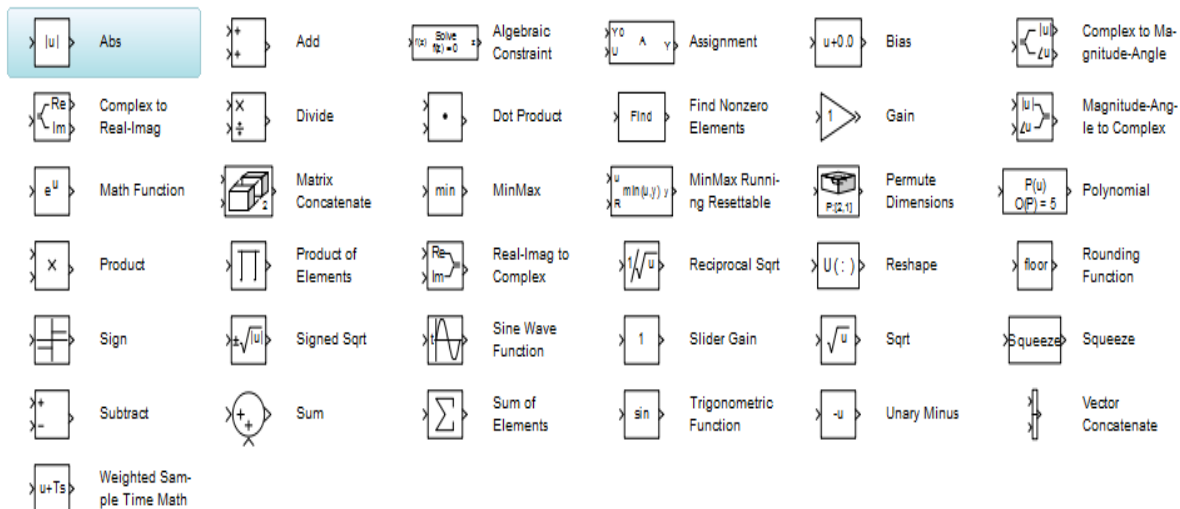 |u|
Abs
+
+
Add
f(z) Solve f(z) = 0 z
Algebraic
Constraint
Y0
U A Y
Assignment
u+0.0
Bias
|u|
∠u
Complex to Ma-
gnitude-Angle
Re
Im
Complex to
Real-Imag
×
÷
Divide
Dot Product
Find
Find Nonzero
Elements
1
Gain
|u|
∠u
Magnitude-Ang-
le to Complex
e^u
Math Function
2
Matrix
Concatenate
min
MinMax
u
R min(u,y) y
MinMax Runni-
ng Resettable
P:[2,1]
Permute
Dimensions
P(u)
O(P) = 5
Polynomial
×
Product
∏
Product of
Elements
Re
Im
Real-Imag to
Complex
1/√u
Reciprocal Sqrt
U( : )
Reshape
floor
Rounding
Function
Sign
±√|u|
Signed Sqrt
t
Sine Wave
Function
1
Slider Gain
√u
Sqrt
Squeeze
Squeeze
+
−
Subtract
+
+
Sum
∑
Sum of
Elements
sin
Trigonometric
Function
-u
Unary Minus
Vector
Concatenate
u+Ts
Weighted Sam-
ple Time Math